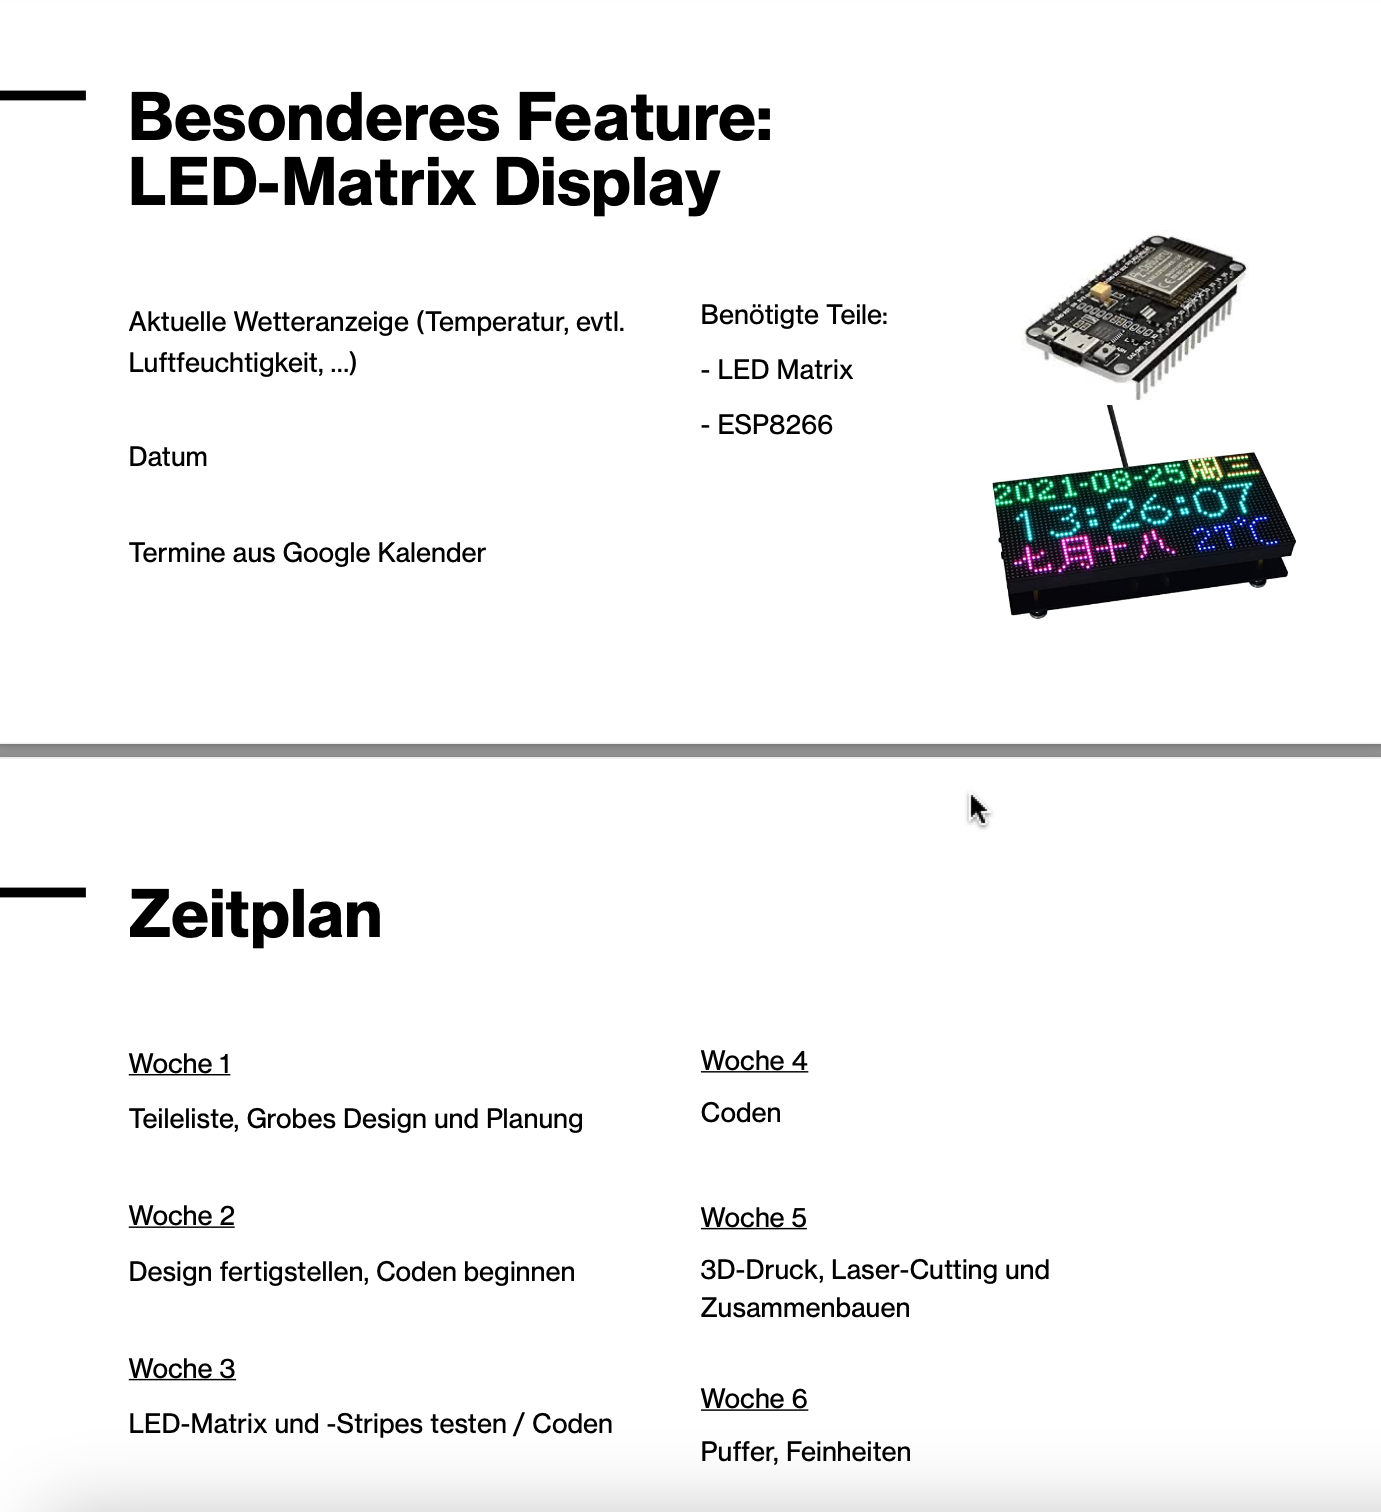 Besonderes Feature:
LED-Matrix Display
Aktuelle Wetteranzeige (Temperatur, evtl.
Luftfeuchtigkeit, ...)
Datum
Termine aus Google Kalender
Benötigte Teile:
- LED Matrix
- ESP8266
2021-08-25周三
13:26:07
七月十八 27℃
Zeitplan
Woche 1
Teileliste, Grobes Design und Planung
Woche 2
Design fertigstellen, Coden beginnen
Woche 3
LED-Matrix und -Stripes testen / Coden
Woche 4
Coden
Woche 5
3D-Druck, Laser-Cutting und
Zusammenbauen
Woche 6
Puffer, Feinheiten